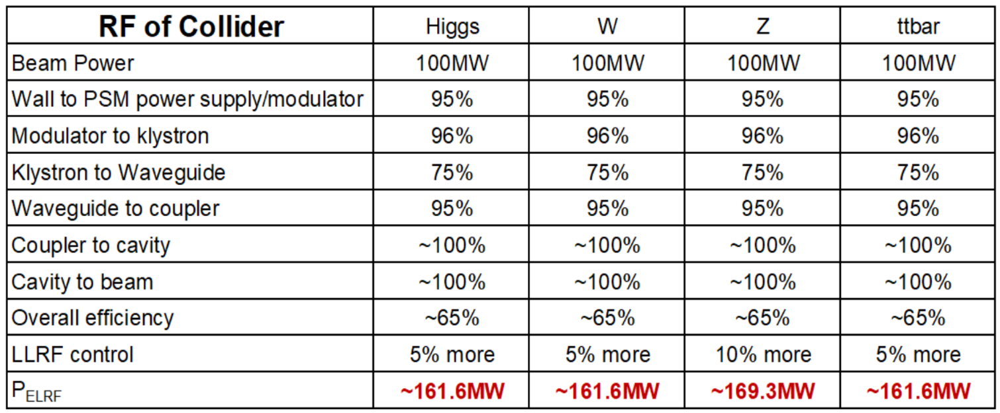 RF of Collider Higgs W Z ttbar
Beam Power 100MW 100MW 100MW 100MW
Wall to PSM power supply/modulator 95% 95% 95% 95%
Modulator to klystron 96% 96% 96% 96%
Klystron to Waveguide 75% 75% 75% 75%
Waveguide to coupler 95% 95% 95% 95%
Coupler to cavity ~100% ~100% ~100% ~100%
Cavity to beam ~100% ~100% ~100% ~100%
Overall efficiency ~65% ~65% ~65% ~65%
LLRF control 5% more 5% more 10% more 5% more
PELRF ~161.6MW ~161.6MW ~169.3MW ~161.6MW